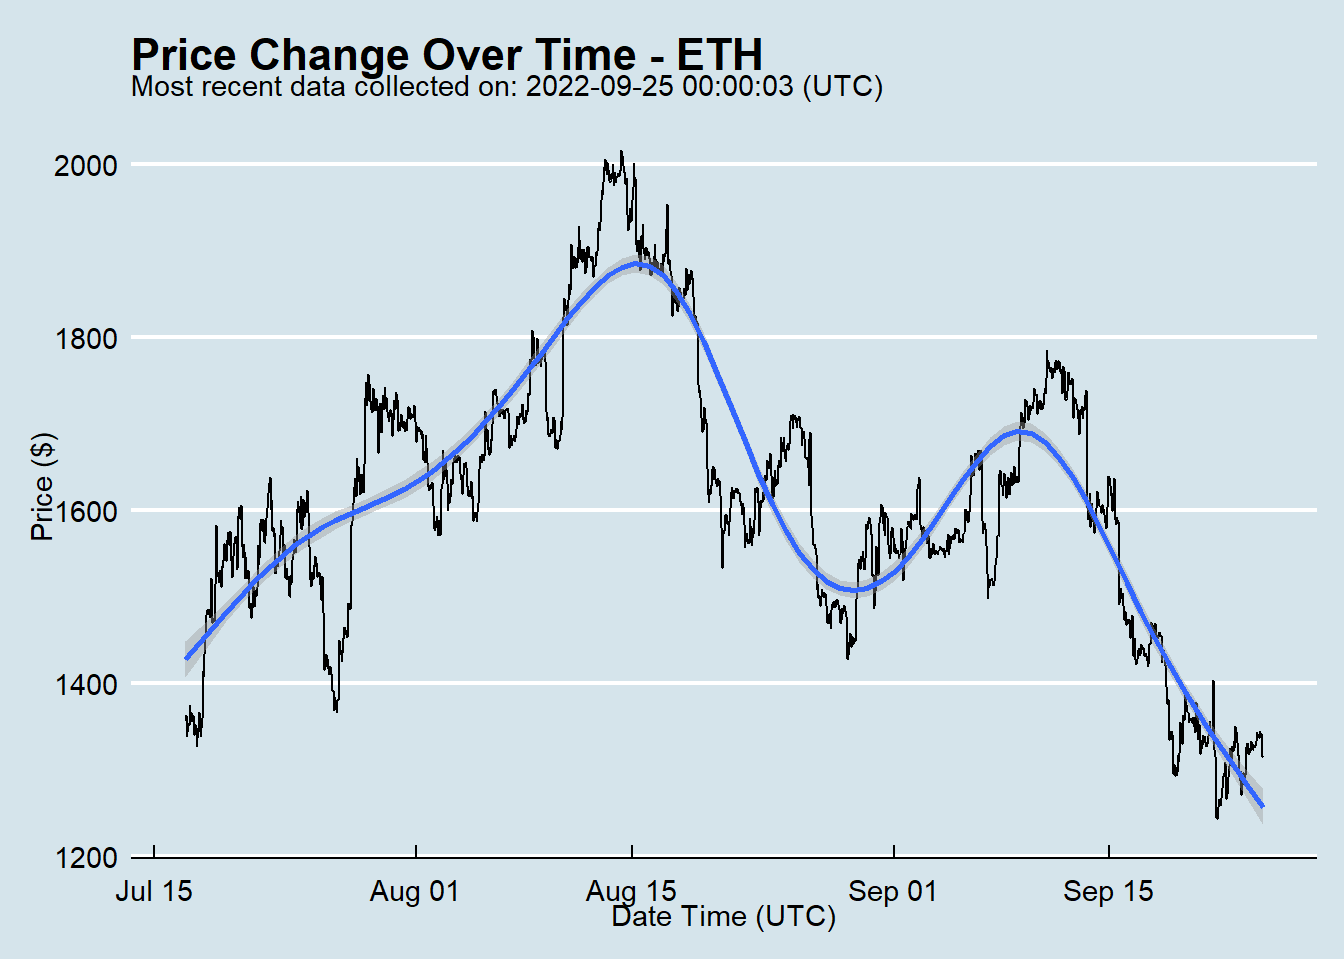 Price Change Over Time - ETH
Most recent data collected on: 2022-09-25 00:00:03 (UTC)
Price ($)
2000
1800
1600
1400
1200
Jul 15
Aug 01
Aug 15
Sep 01
Sep 15
Date Time (UTC)